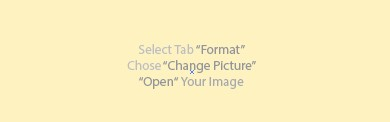 Select Tab “Format”
Chose “Change Picture”
“Open” Your Image